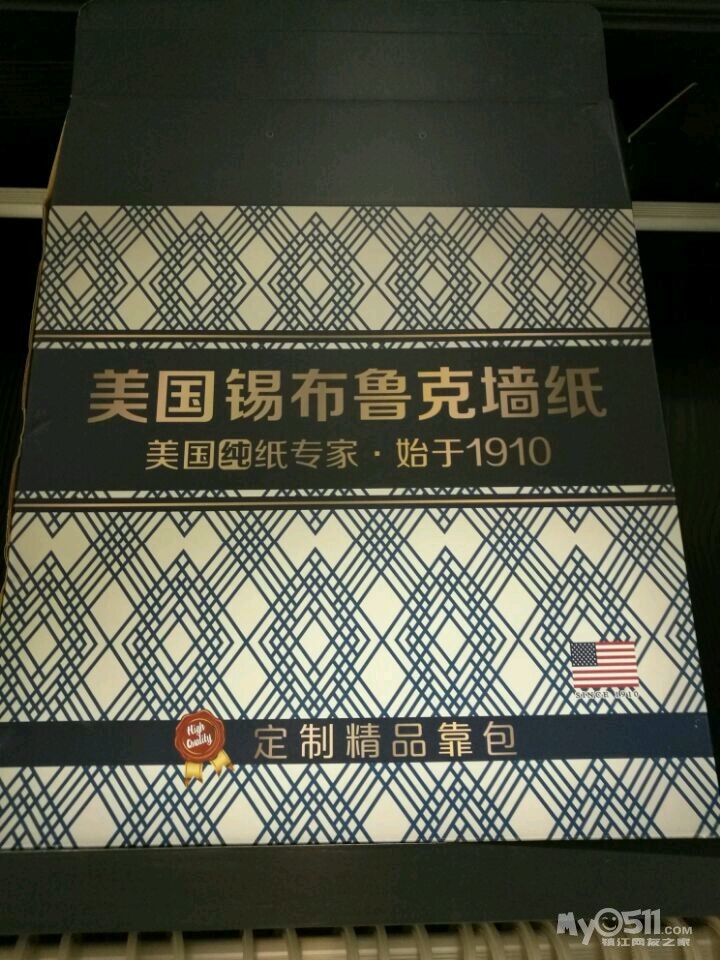 美国锡布鲁克墙纸
美国纯纸专家·始于1910
SINCE 1910
High
Quality
定制精品靠包
My0511.COM
镇江网友之家